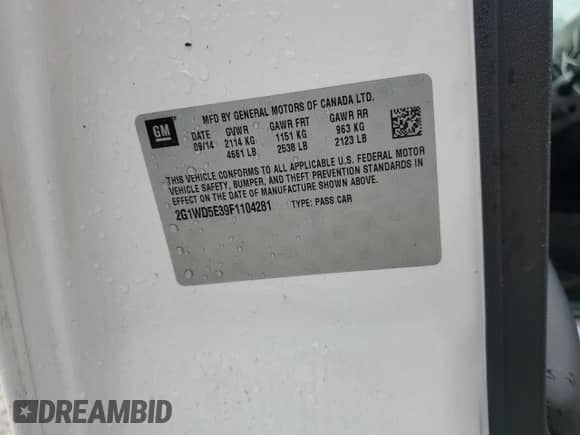 MFD BY GENERAL MOTORS OF CANADA LTD.
GM
DATE GVWR GAWR FRT GAWR RR
09/14 2114 KG 1151 KG 963 KG
4661 LB 2538 LB 2123 LB
THIS VEHICLE CONFORMS TO ALL APPLICABLE U.S. FEDERAL MOTOR
VEHICLE SAFETY, BUMPER, AND THEFT PREVENTION STANDARDS IN
EFFECT ON THE DATE OF MANUFACTURE SHOWN ABOVE.
2G1WD5E39F1104281 TYPE: PASS CAR
DREAMBID